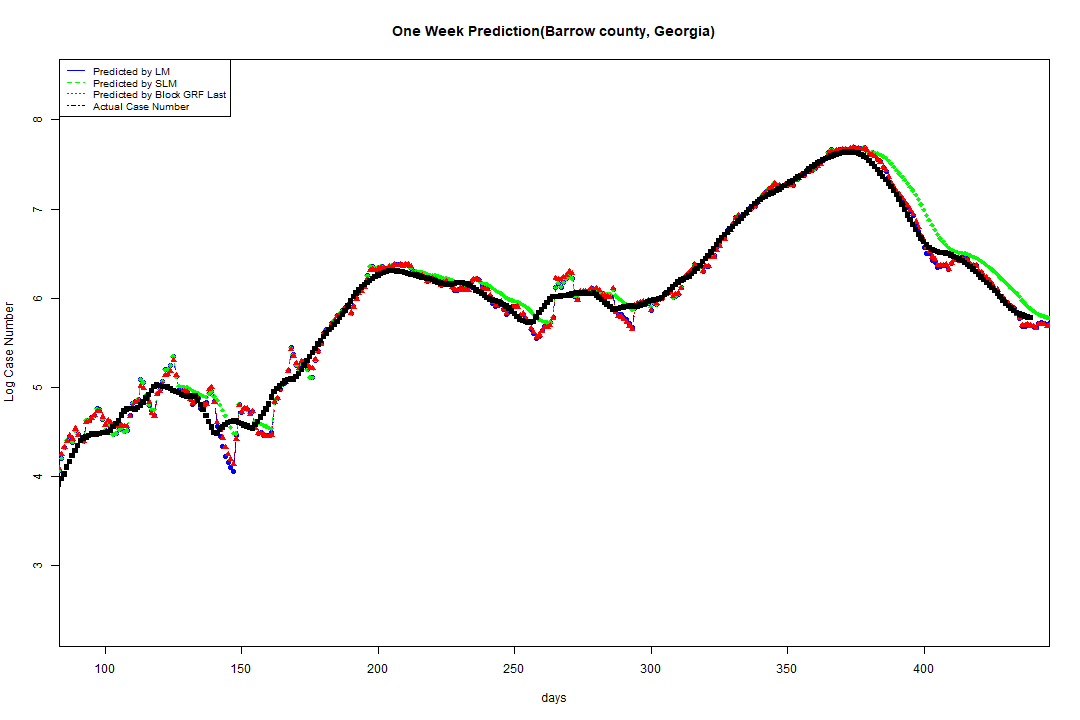 One Week Prediction(Barrow county, Georgia)
Predicted by LM
Predicted by SLM
Predicted by Block GRF Last
Actual Case Number
Log Case Number
8
7
6
5
4
3
100 150 200 250 300 350 400
days